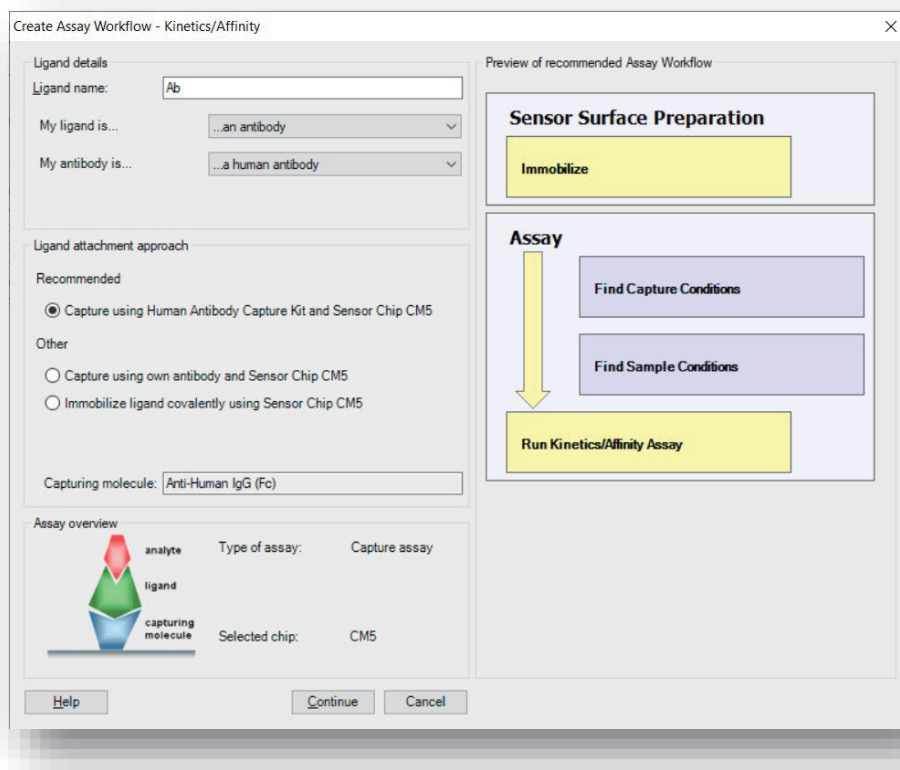 Create Assay Workflow - Kinetics/Affinity
Ligand details
Ligand name: Ab
My ligand is... ...an antibody
My antibody is... ...a human antibody
Ligand attachment approach
Recommended
Capture using Human Antibody Capture Kit and Sensor Chip CM5
Other
Capture using own antibody and Sensor Chip CM5
Immobilize ligand covalently using Sensor Chip CM5
Capturing molecule: Anti-Human IgG (Fc)
Assay overview
analyte
ligand
capturing
molecule
Type of assay: Capture assay
Selected chip: CM5
Help Continue Cancel
Preview of recommended Assay Workflow
Sensor Surface Preparation
Immobilize
Assay
Find Capture Conditions
Find Sample Conditions
Run Kinetics/Affinity Assay